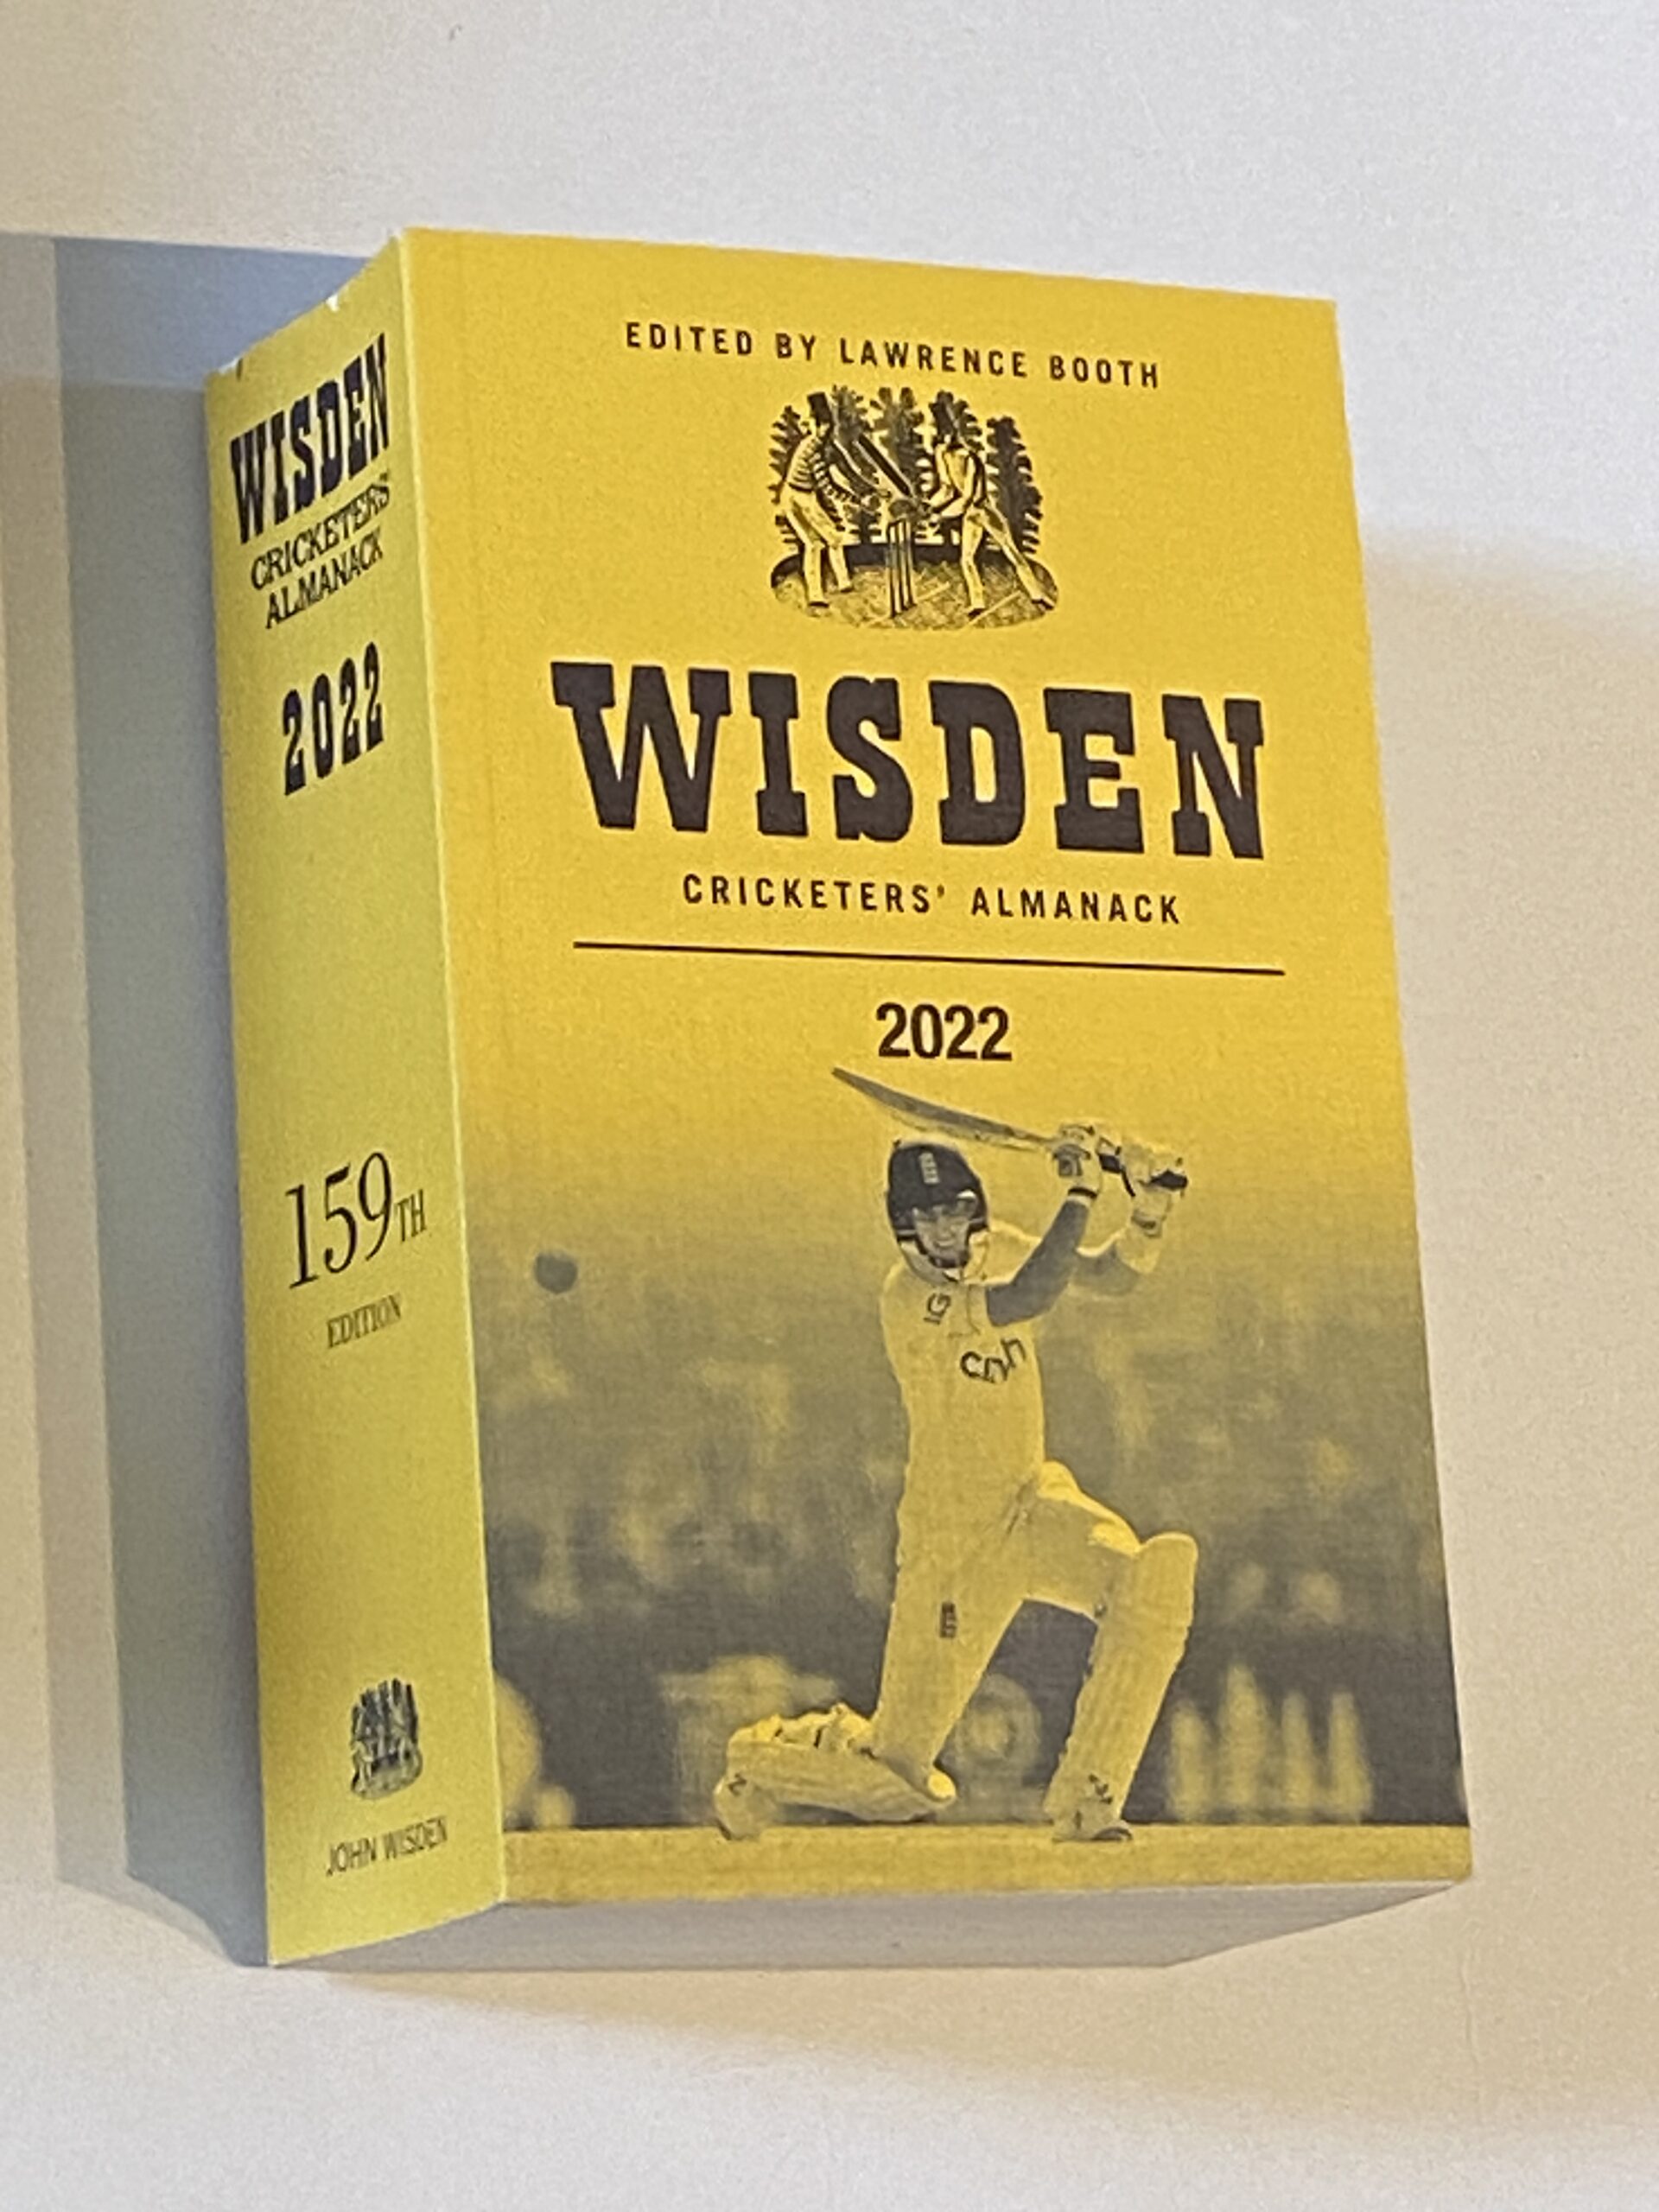 WISDEN
CRICKETERS'
ALMANACK
2022
159TH
EDITION
JOHN WISDEN
EDITED BY LAWRENCE BOOTH
WISDEN
CRICKETERS' ALMANACK
2022
IG
cinch